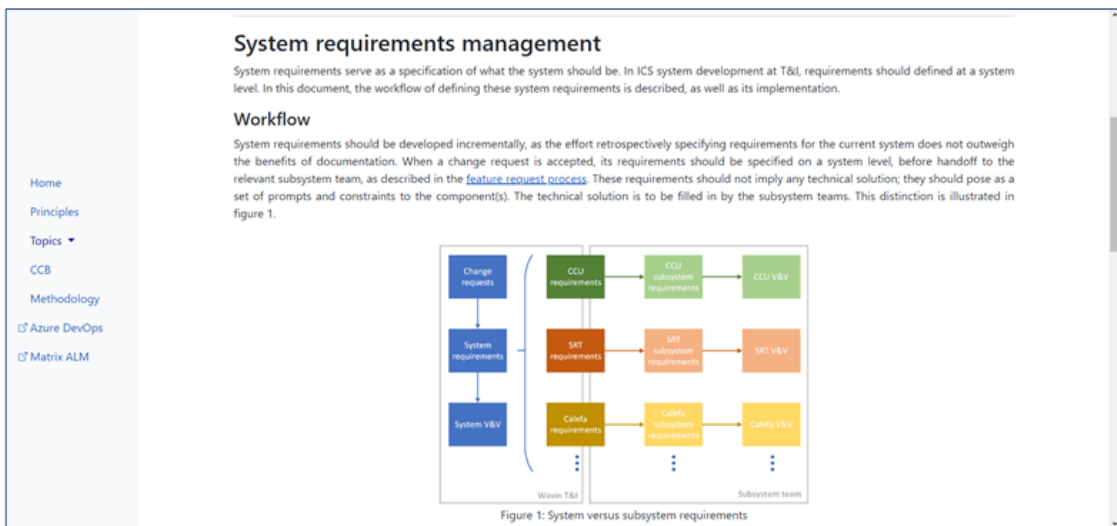 System requirements management
System requirements serve as a specification of what the system should be. In ICS system development at T&I, requirements should defined at a system
level. In this document, the workflow of defining these system requirements is described, as well as its implementation.
Workflow
System requirements should be developed incrementally, as the effort retrospectively specifying requirements for the current system does not outweigh
the benefits of documentation. When a change request is accepted, its requirements should be specified on a system level, before handoff to the
relevant subsystem team, as described in the feature request process. These requirements should not imply any technical solution; they should pose as a
set of prompts and constraints to the component(s). The technical solution is to be filled in by the subsystem teams. This distinction is illustrated in
figure 1.
Home
Principles
Topics
CCB
Methodology
Azure DevOps
Matrix ALM
Change
requests
System
requirements
System V&V
CCU
requirements
CCU
subsystem
requirements
CCU V&V
SRT
requirements
SRT
subsystem
requirements
SRT V&V
Calefa
requirements
Calefa
subsystem
requirements
Calefa V&V
Wavin T&I
Subsystem team
Figure 1: System versus subsystem requirements